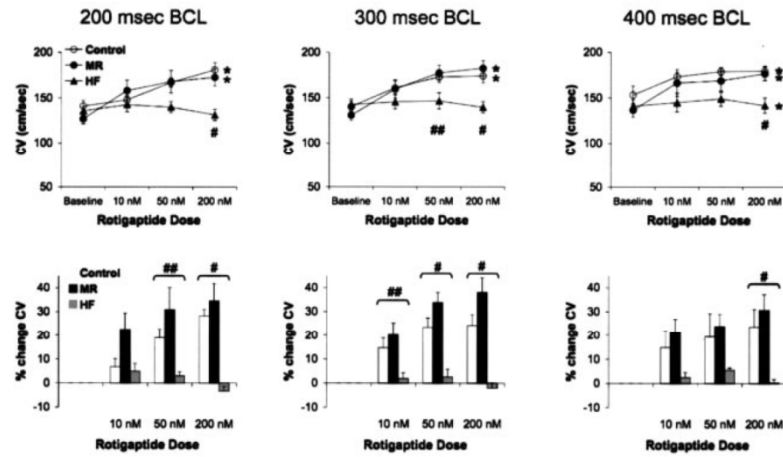 200 msec BCL
300 msec BCL
400 msec BCL
CV (cm/sec)
200
150
100
50
Control
MR
HF
*
*
#
Baseline 10 nM 50 nM 200 nM
Rotigaptide Dose
CV (cm/sec)
200
150
100
50
*
*
##
#
Baseline 10 nM 50 nM 200 nM
Rotigaptide Dose
CV (cm/sec)
200
150
100
50
*
*
#
Baseline 10 nM 50 nM 200 nM
Rotigaptide Dose
% change CV
40
30
20
10
0
-10
Control
MR
HF
##
#
10 nM 50 nM 200 nM
Rotigaptide Dose
% change CV
40
30
20
10
0
-10
##
#
#
10 nM 50 nM 200 nM
Rotigaptide Dose
% change CV
40
30
20
10
0
-10
#
10 nM 50 nM 200 nM
Rotigaptide Dose